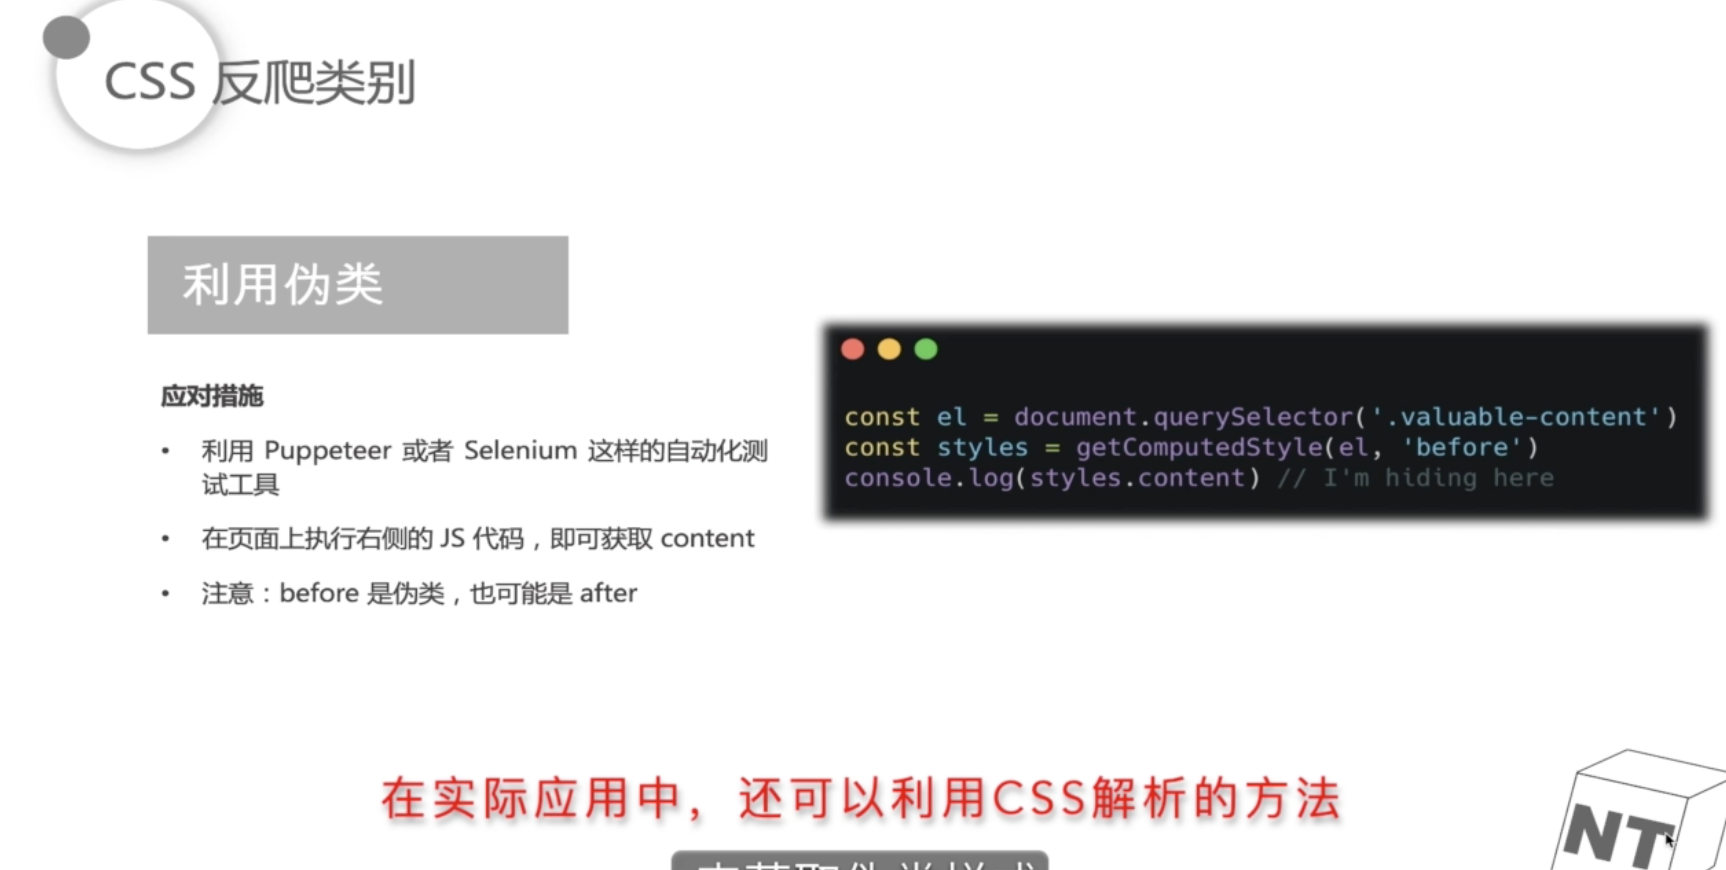 CSS 反爬类别
利用伪类
应对措施
• 利用 Puppeteer 或者 Selenium 这样的自动化测
试工具
• 在页面上执行右侧的 JS 代码，即可获取 content
• 注意：before 是伪类，也可能是 after
const el = document.querySelector('.valuable-content')
const styles = getComputedStyle(el, 'before')
console.log(styles.content) // I'm hiding here
在实际应用中，还可以利用CSS解析的方法
NT